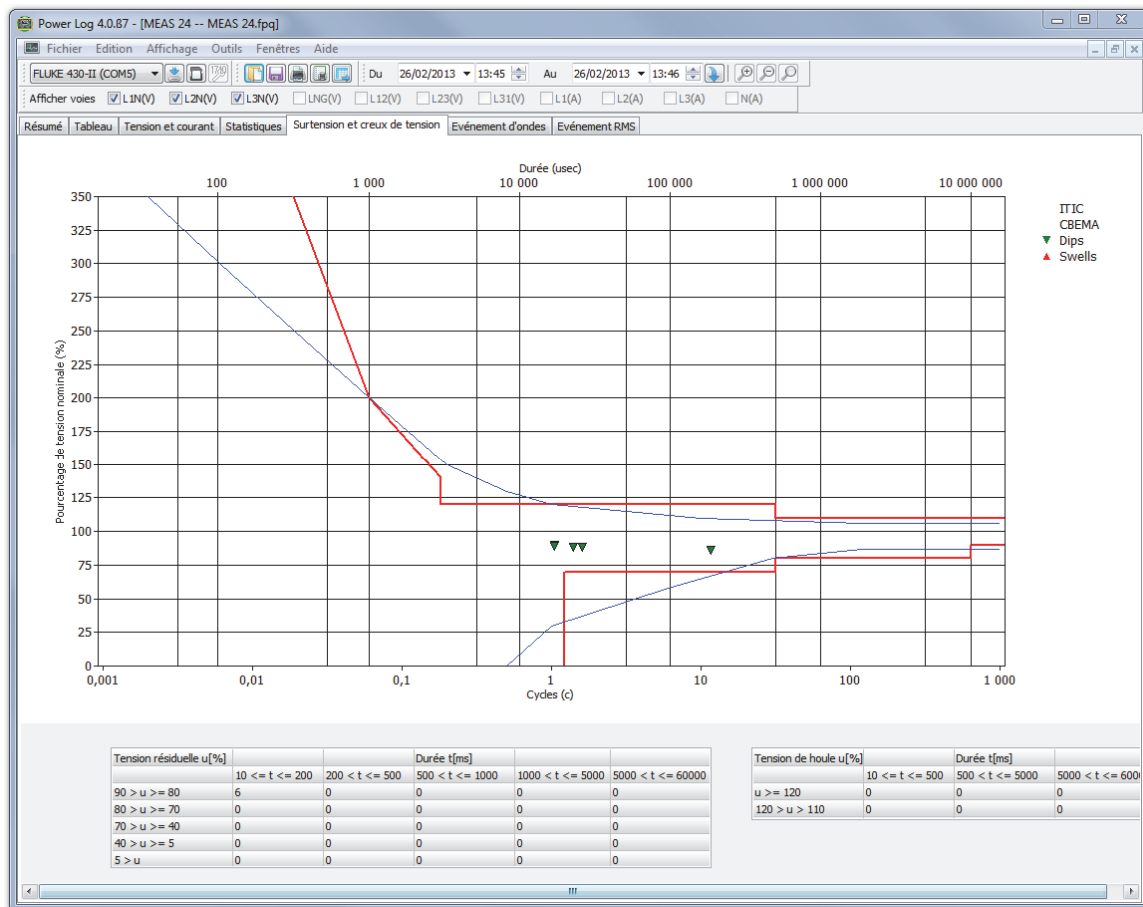 Power Log 4.0.87 - [MEAS 24 -- MEAS 24.fpq]
Fichier Edition Affichage Outils Fenêtres Aide
FLUKE 430-II (COM5) Du 26/02/2013 13:45 Au 26/02/2013 13:46
Afficher voies L1N(V) L2N(V) L3N(V) LNG(V) L12(V) L23(V) L31(V) L1(A) L2(A) L3(A) N(A)
Résumé Tableau Tension et courant Statistiques Surtension et creux de tension Evénement d'ondes Evénement RMS
Durée (usec)
100 1 000 10 000 100 000 1 000 000 10 000 000
350
325
300
275
250
225
200
175
150
125
100
75
50
25
0
Pourcentage de tension nominale (%)
ITIC
CBEMA
Dips
Swells
0,001 0,01 0,1 1 10 100 1 000
Cycles (c)
Tension résiduelle u[%] Durée t[ms]
10 <= t <= 200 200 < t <= 500 500 < t <= 1000 1000 < t <= 5000 5000 < t <= 60000
90 > u >= 80 6 0 0 0 0
80 > u >= 70 0 0 0 0 0
70 > u >= 40 0 0 0 0 0
40 > u >= 5 0 0 0 0 0
5 > u 0 0 0 0 0
Tension de houle u[%] Durée t[ms]
10 <= t <= 500 500 < t <= 5000 5000 < t <= 600
u >= 120 0 0 0
120 > u > 110 0 0 0